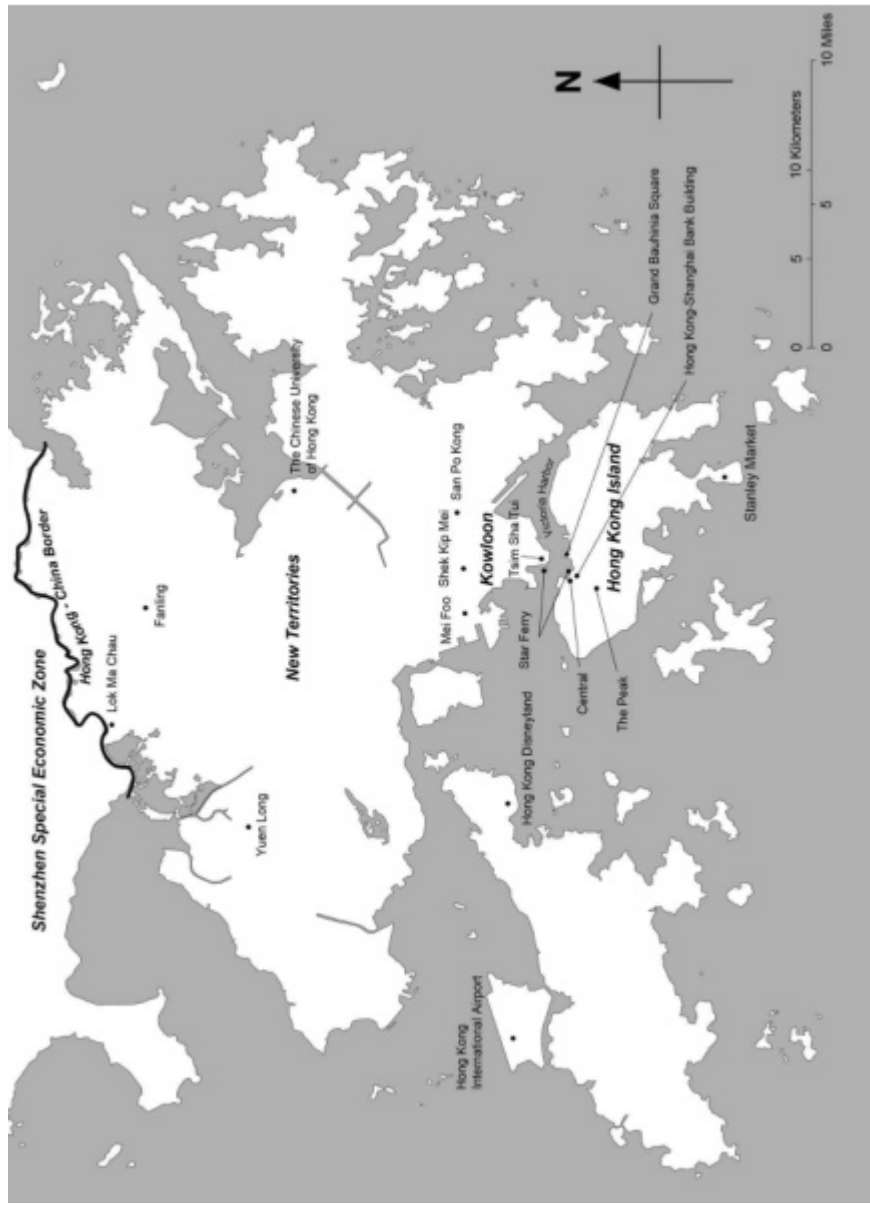 Shenzhen Special Economic Zone
Hong Kong - China Border
Lok Ma Chau
Fanling
Yuen Long
The Chinese University
of Hong Kong
New Territories
Mei Foo
Shek Kip Mei
San Po Kong
Kowloon
Hong Kong
International Airport
Tsim Sha Tui
Star Ferry
Victoria Harbor
Hong Kong Disneyland
N
Central
Hong Kong Island
The Peak
Grand Bauhinia Square
Hong Kong-Shanghai Bank Building
Stanley Market
0 5 10 Kilometers
0 5 10 Miles